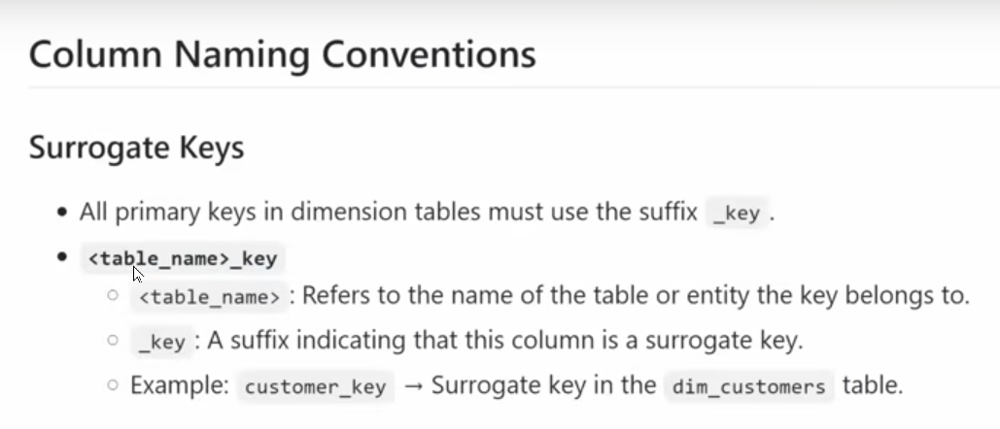 Column Naming Conventions
Surrogate Keys
• All primary keys in dimension tables must use the suffix _key .
• <table_name>_key
○ <table_name> : Refers to the name of the table or entity the key belongs to.
○ _key : A suffix indicating that this column is a surrogate key.
○ Example: customer_key → Surrogate key in the dim_customers table.